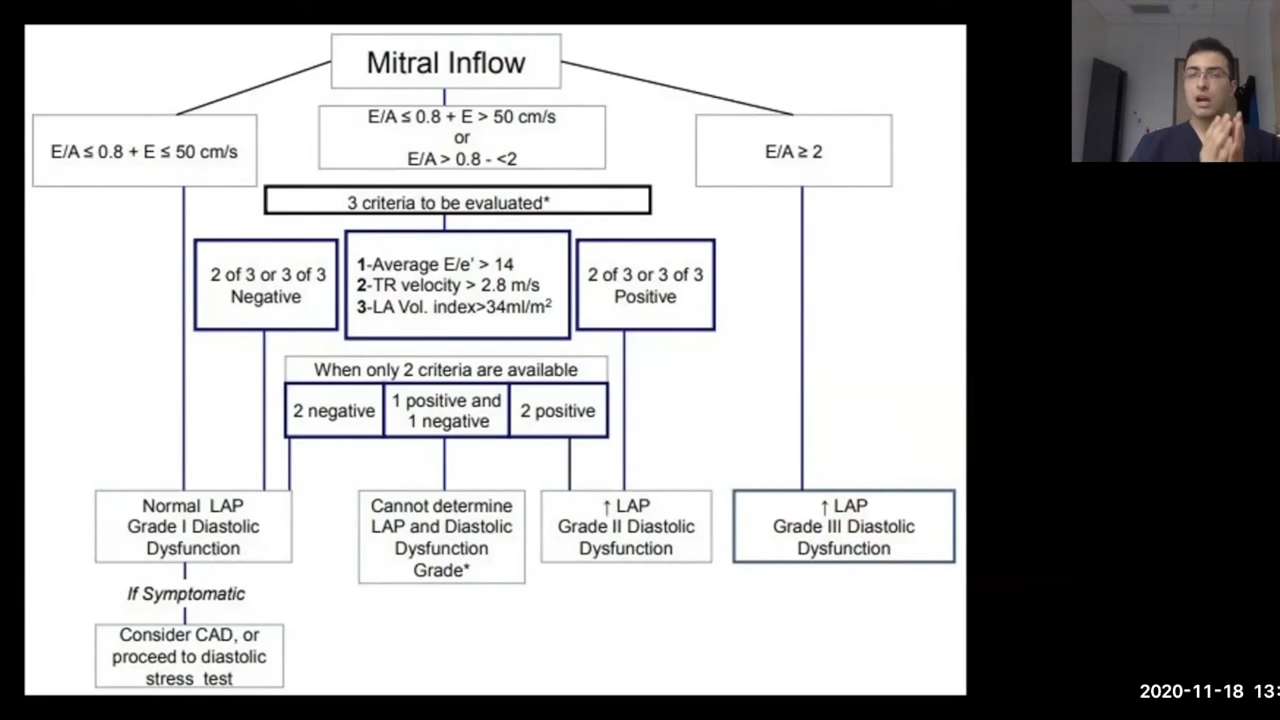 Mitral Inflow
E/A ≤ 0.8 + E ≤ 50 cm/s
E/A ≤ 0.8 + E > 50 cm/s
or
E/A > 0.8 - <2
E/A ≥ 2
3 criteria to be evaluated*
2 of 3 or 3 of 3
Negative
1-Average E/e' > 14
2-TR velocity > 2.8 m/s
3-LA Vol. index>34ml/m²
2 of 3 or 3 of 3
Positive
When only 2 criteria are available
2 negative
1 positive and
1 negative
2 positive
Normal LAP
Grade I Diastolic
Dysfunction
Cannot determine
LAP and Diastolic
Dysfunction
Grade*
↑ LAP
Grade II Diastolic
Dysfunction
↑ LAP
Grade III Diastolic
Dysfunction
If Symptomatic
Consider CAD, or
proceed to diastolic
stress test
2020-11-18 13: